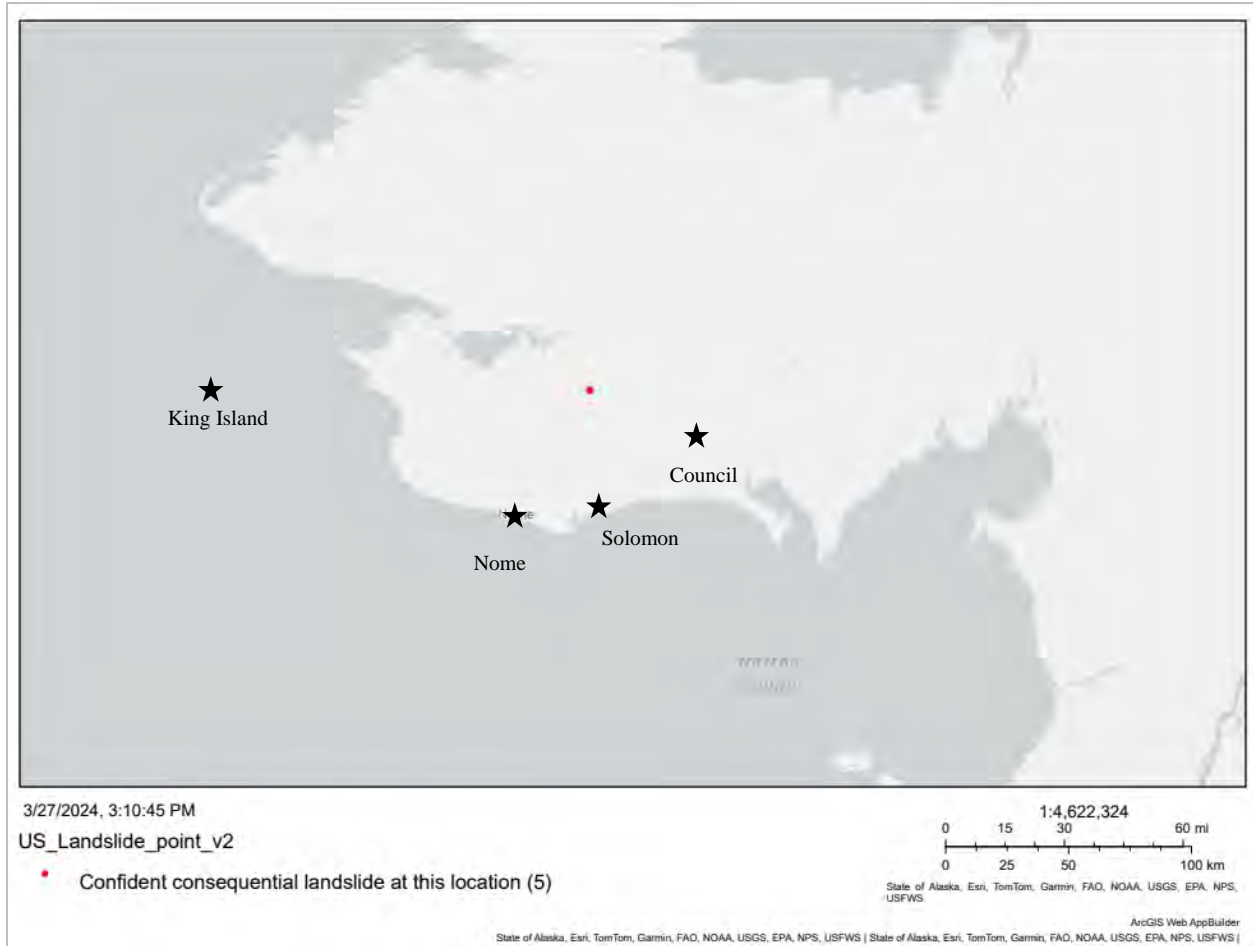 King Island
Council
Solomon
Nome
3/27/2024, 3:10:45 PM
US_Landslide_point_v2
Confident consequential landslide at this location (5)
1:4,622,324
0 15 30 60 mi
0 25 50 100 km
State of Alaska, Esri, TomTom, Garmin, FAO, NOAA, USGS, EPA, NPS,
USFWS
ArcGIS Web AppBuilder
State of Alaska, Esri, TomTom, Garmin, FAO, NOAA, USGS, EPA, NPS, USFWS | State of Alaska, Esri, TomTom, Garmin, FAO, NOAA, USGS, EPA, NPS, USFWS |